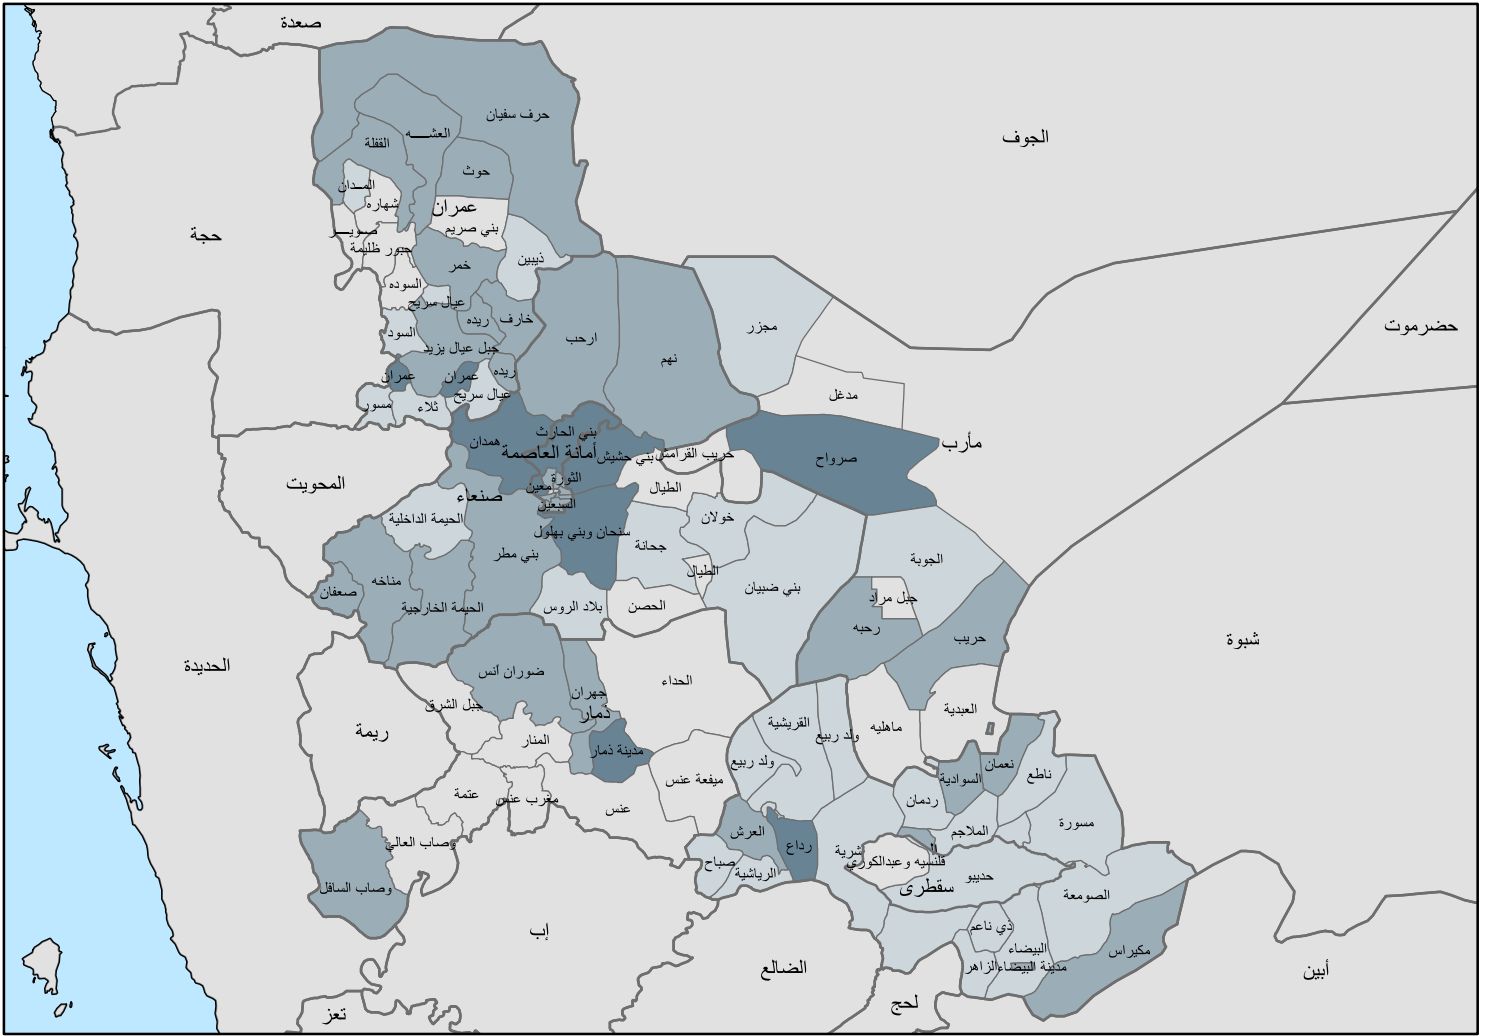 صعدة
حرف سفيان
العشـــــه
القفلة
الجوف
حوث
المـدان
شهاره
عمران
بني صريم
صـويـــر
حجة
جبور ظليمة
ذيبين
خمر
السوده
عيال سريح
خارف
ريده
السود
مجزر
حضرموت
ارحب
جبل عيال يزيد
نهم
ريده
عمران
عمران
عيال سريح
مدغل
مسور
ثلاء
بني الحارث
همدان
أمانة العاصمة
مأرب
بني حشيش
حريب القرامش
صرواح
الثورة
المحويت
معين
الطيال
صنعاء
السبعين
الحيمة الداخلية
خولان
سنحان وبني بهلول
جحانة
بني مطر
الجوبة
الطيال
مناخه
بني ضبيان
صعفان
جبل مراد
الحيمة الخارجية
بلاد الروس
الحصن
رحبه
حريب
شبوة
الحديدة
ضوران آنس
الحداء
جهران
جبل الشرق
ذمار
العبدية
القريشية
ماهليه
ريمة
المنار
ولد ربيع
مدينة ذمار
ولد ربيع
نعمان
ناطع
ميفعة عنس
السوادية
عتمة
مغرب عنس
ردمان
عنس
مسورة
العرش
الملاجم
وصاب العالي
رداع
شرية
صباح
قلنسيه وعبدالكوري
الرياشية
حديبو
وصاب السافل
سقطرى
الصومعة
ذي ناعم
إب
البيضاء
مكيراس
الضالع
الزاهر
مدينة البيضاء
أبين
لحج
تعز